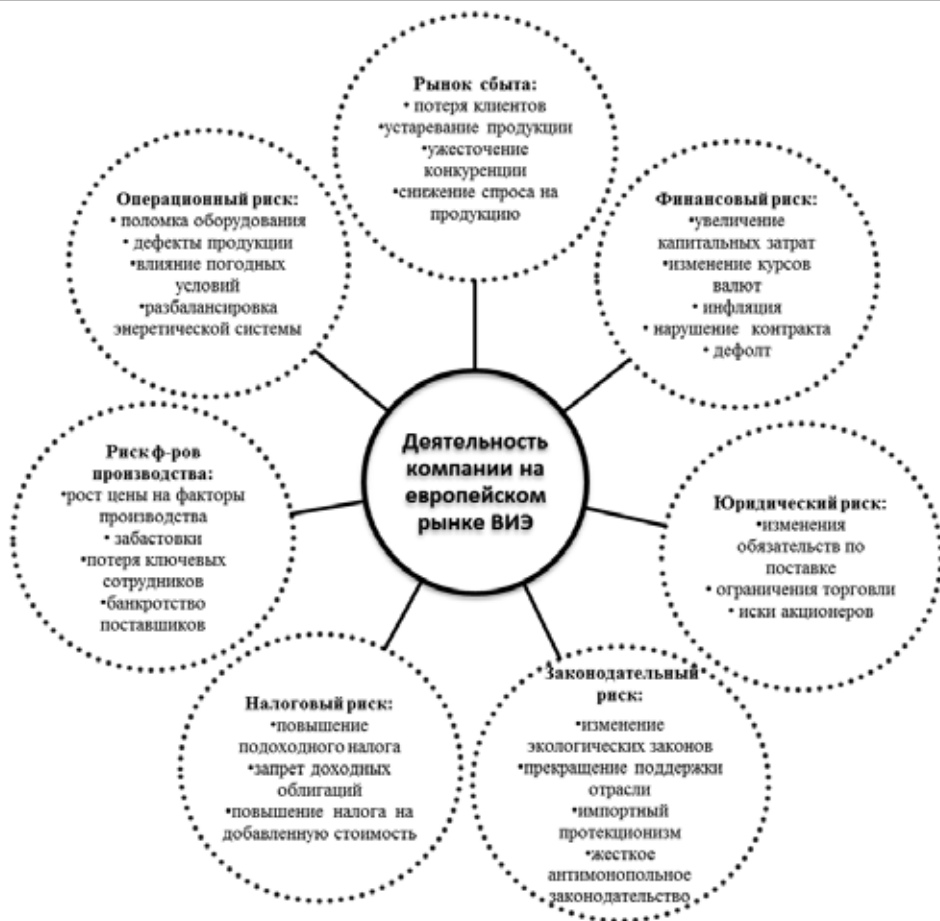 Рынок сбыта:
• потеря клиентов
•устаревание продукции
•ужесточение
конкуренции
•снижение спроса на
продукцию
Операционный риск:
• поломка оборудования
• дефекты продукции
•влияние погодных
условий
•разбалансировка
энеретической системы
Финансовый риск:
•увеличение
капитальных затрат
•изменение курсов
валют
• инфляция
• нарушение контракта
• дефолт
Деятельность
компании на
европейском
рынке ВИЭ
Риск ф-ров
производства:
•рост цены на факторы
производства
• забастовки
•потеря ключевых
сотрудников
•банкротство
поставшиков
Юридический риск:
•изменения
обязательств по
поставке
• ограничения торговли
• иски акционеров
Налоговый риск:
•повышение
подоходного налога
•запрет доходных
облигаций
•повышение налога на
добавленную стоимость
Законодательный
риск:
•изменение
экологических законов
•прекращение поддержки
отрасли
•импортный
протекционизм
•жесткое
антимонопольное
законодательство